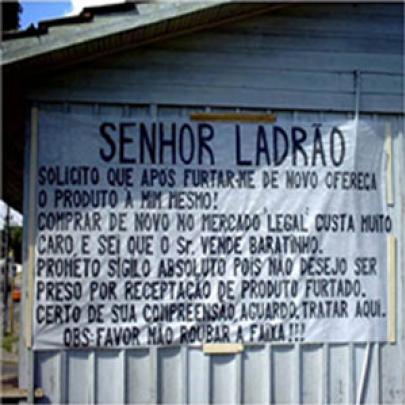 SENHOR LADRÃO
SOLICITO QUE APÓS FURTAR-ME DE NOVO OFEREÇA
O PRODUTO À MIM MESMO!
COMPRAR DE NOVO NO MERCADO "LEGAL" CUSTA MUITO
CARO, E SEI QUE O Sr. VENDE BARATINHO.
PROMETO SIGILO ABSOLUTO POIS NÃO DESEJO SER
PRESO POR RECEPTAÇÃO DE PRODUTO FURTADO.
CERTO DE SUA COMPREENSÃO, AGUARDO, TRATAR AQUI.
OBS-FAVOR NÃO ROUBAR A FAIXA!!!